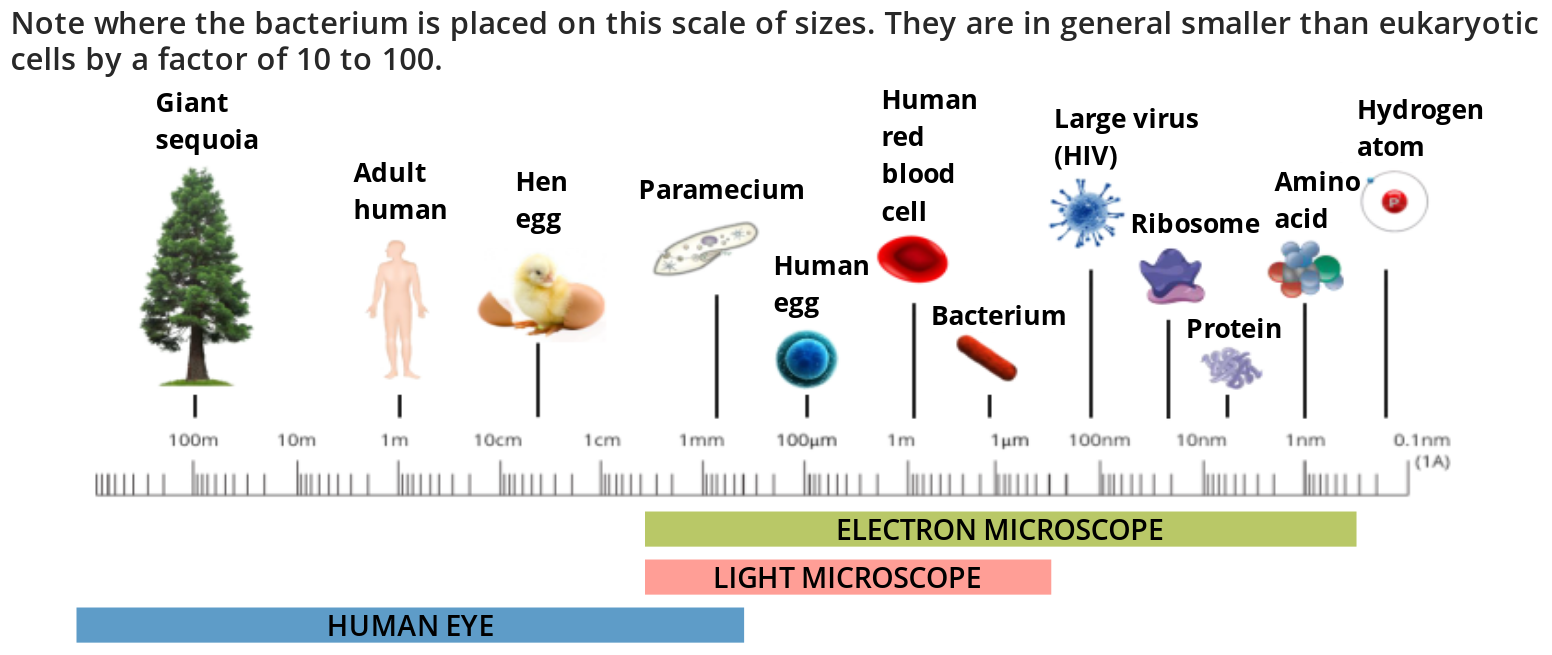 Note where the bacterium is placed on this scale of sizes. They are in general smaller than eukaryotic
cells by a factor of 10 to 100.
Giant
sequoia
Adult
human
Hen
egg
Paramecium
Human
egg
Human
red
blood
cell
Bacterium
Large virus
(HIV)
Ribosome
Protein
Amino
acid
Hydrogen
atom
P
100m 10m 1m 10cm 1cm 1mm 100µm 1m 1µm 100nm 10nm 1nm 0.1nm
(1A)
ELECTRON MICROSCOPE
LIGHT MICROSCOPE
HUMAN EYE